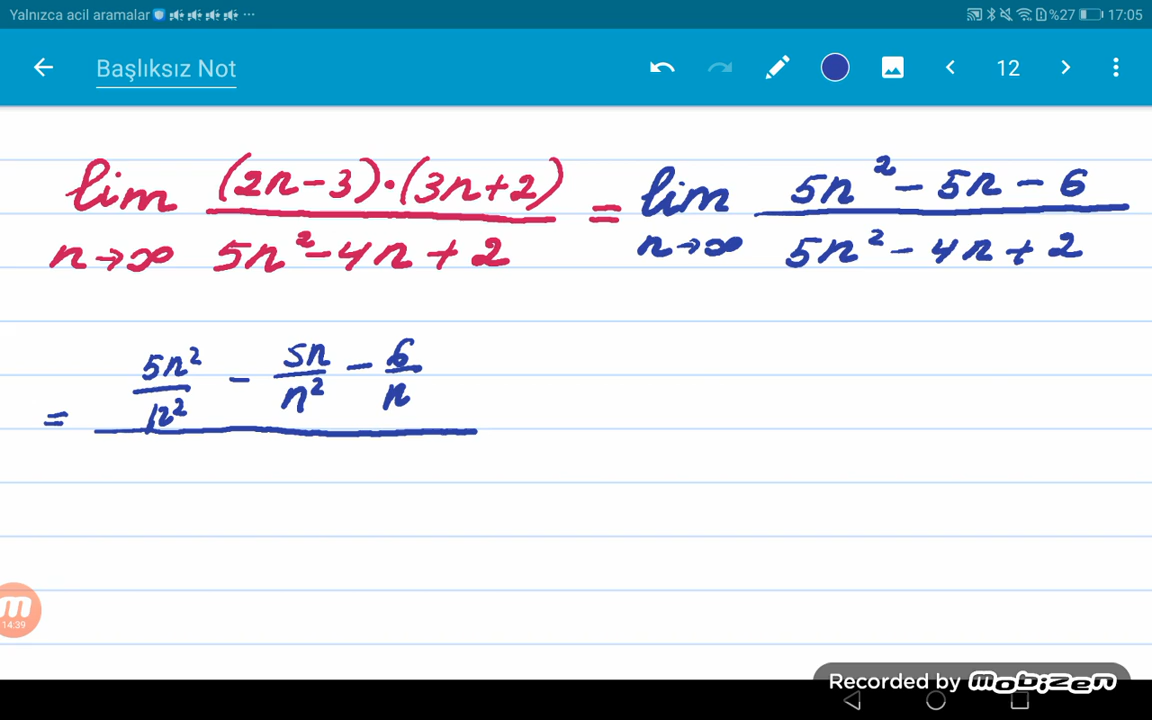 Yalnızca acil aramalar ... %27 17:05
Başlıksız Not 12
lim (2n-3)·(3n+2) = lim 5n² - 5n - 6
n→∞ 5n²-4n+2 n→∞ 5n² - 4n + 2
5n² - 5n - 6
= n² n² n
14:39
Recorded by mobizen